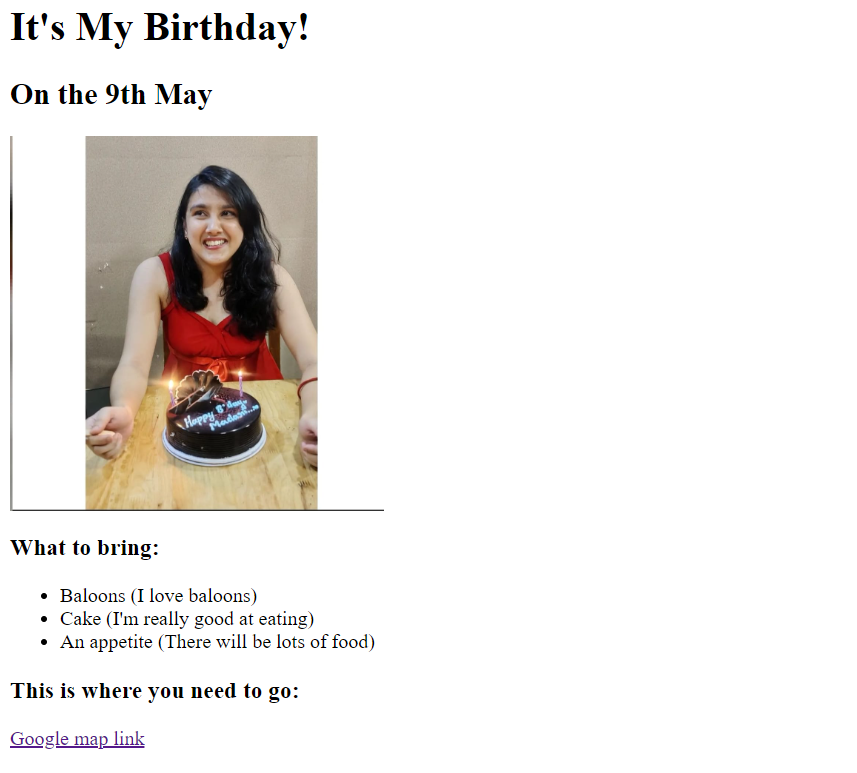 It's My Birthday!
On the 9th May
Happy B'day
What to bring:
Baloons (I love baloons)
Cake (I'm really good at eating)
An appetite (There will be lots of food)
This is where you need to go:
Google map link